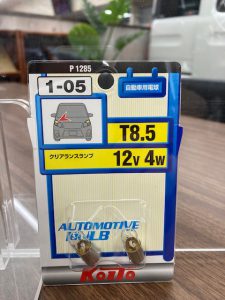 P 1285
1-05
自動車用電球
T8.5
クリアランスランプ
12V 4W
AUTOMOTIVE
BULB
Koito